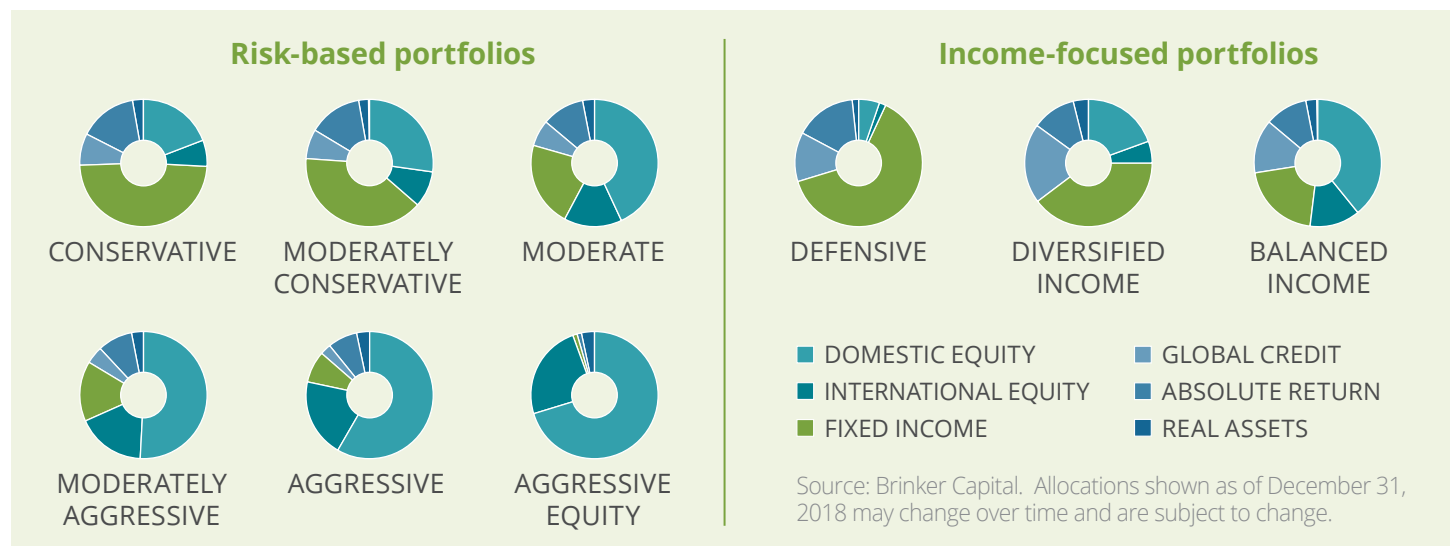 Risk-based portfolios
CONSERVATIVE
MODERATELY
CONSERVATIVE
MODERATE
MODERATELY
AGGRESSIVE
AGGRESSIVE
AGGRESSIVE
EQUITY
Income-focused portfolios
DEFENSIVE
DIVERSIFIED
INCOME
BALANCED
INCOME
DOMESTIC EQUITY
INTERNATIONAL EQUITY
FIXED INCOME
GLOBAL CREDIT
ABSOLUTE RETURN
REAL ASSETS
Source: Brinker Capital.  Allocations shown as of December 31,
2018 may change over time and are subject to change.